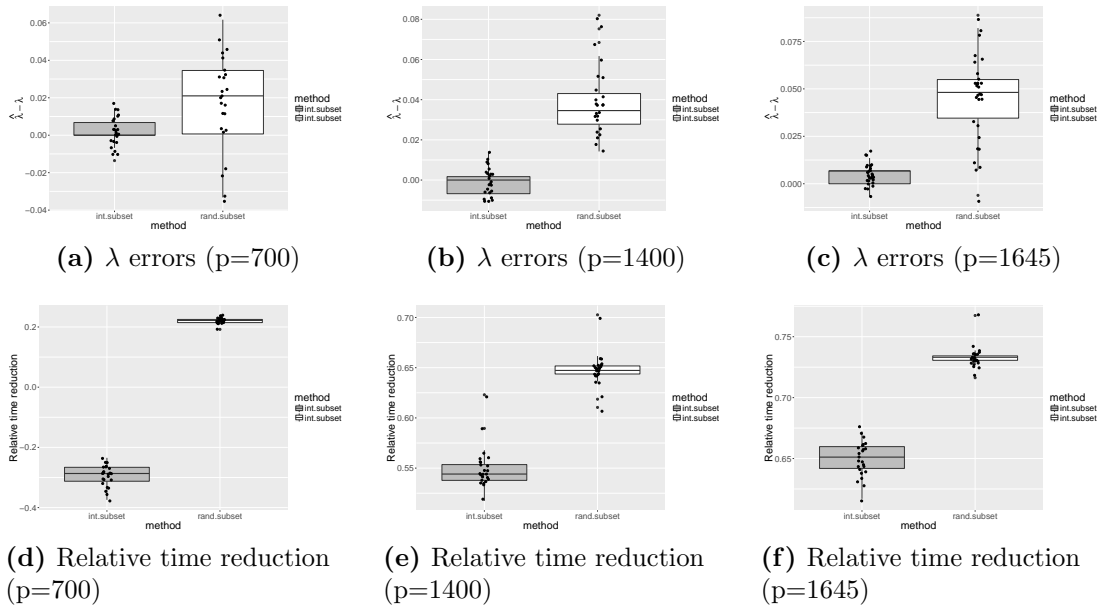 0.06
0.04
0.02
0.00
−0.02
−0.04
λ̂ − λ
int.subset
rand.subset
method
method
int.subset
int.subset
(a) λ errors (p=700)
0.08
0.04
0.00
λ̂ − λ
int.subset
rand.subset
method
method
int.subset
int.subset
(b) λ errors (p=1400)
0.075
0.050
0.025
0.000
λ̂ − λ
int.subset
rand.subset
method
method
int.subset
int.subset
(c) λ errors (p=1645)
0.2
0.0
−0.2
−0.4
Relative time reduction
int.subset
rand.subset
method
method
int.subset
int.subset
(d) Relative time reduction
(p=700)
0.70
0.65
0.60
0.55
Relative time reduction
int.subset
rand.subset
method
method
int.subset
int.subset
(e) Relative time reduction
(p=1400)
0.75
0.70
0.65
Relative time reduction
int.subset
rand.subset
method
method
int.subset
int.subset
(f) Relative time reduction
(p=1645)